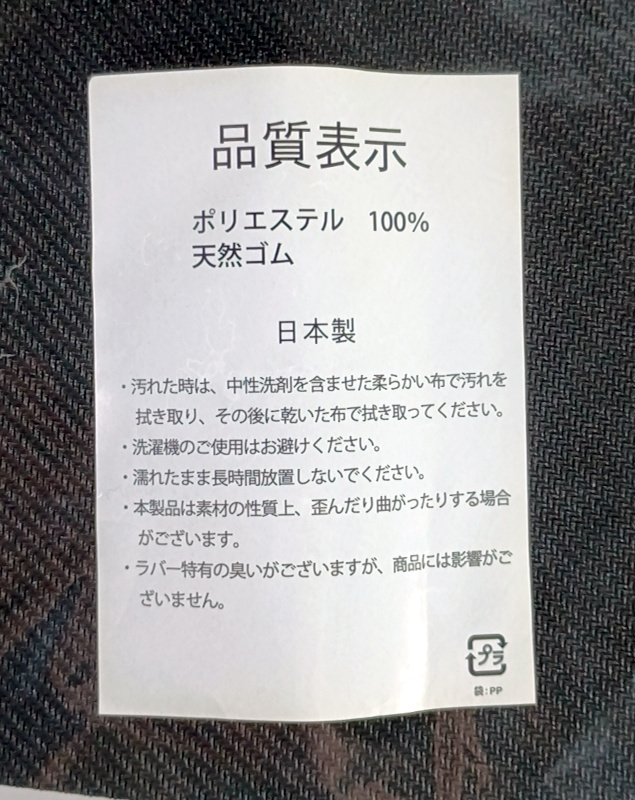 品質表示
ポリエステル 100%
天然ゴム
日本製
・汚れた時は、中性洗剤を含ませた柔らかい布で汚れを
拭き取り、その後に乾いた布で拭き取ってください。
・洗濯機のご使用はお避けください。
・濡れたまま長時間放置しないでください。
・本製品は素材の性質上、歪んだり曲がったりする場合
がございます。
・ラバー特有の臭いがございますが、商品には影響がご
ざいません。
プラ
袋:PP